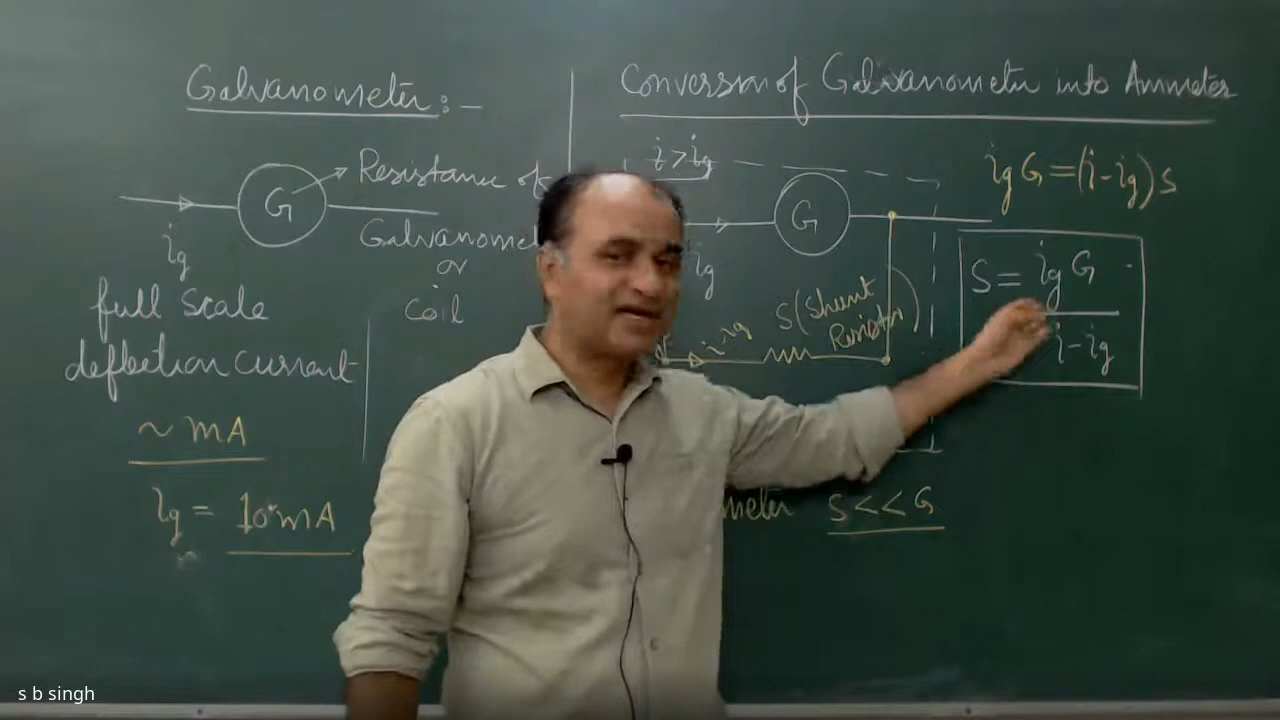 Galvanometer:-
G
Resistance of
ig
or
coil
full scale
deflection current
~ mA
ig = 10 mA
Conversion of Galvanometer into Ammeter
i>ig
G
ig
i-ig
S(Shunt
Resistor)
ig G = (i-ig)S
S = ig G
i-ig
S<<G
s b singh